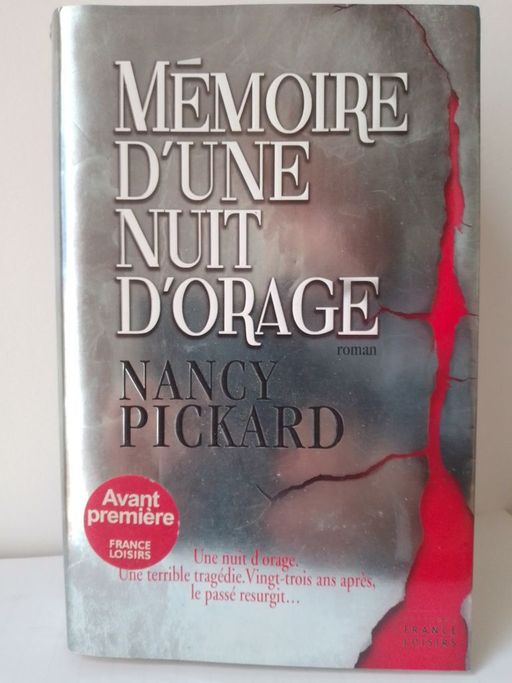 MÉMOIRE
D'UNE
NUIT
D'ORAGE
roman
NANCY
PICKARD
Avant
première
FRANCE
LOISIRS
Une nuit d'orage.
Une terrible tragédie. Vingt-trois ans après,
le passé resurgit...
FRANCE
LOISIRS